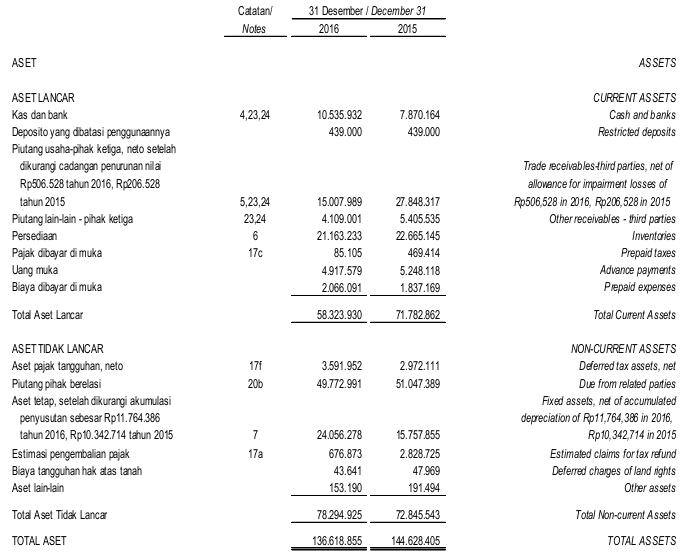 Catatan/ 31 Desember / December 31
Notes 2016 2015
ASET ASSETS
ASET LANCAR CURRENT ASSETS
Kas dan bank 4,23,24 10.535.932 7.870.164 Cash and banks
Deposito yang dibatasi penggunaannya 439.000 439.000 Restricted deposits
Piutang usaha-pihak ketiga, neto setelah
dikurangi cadangan penurunan nilai Trade receivables-third parties, net of
Rp506.528 tahun 2016, Rp206.528 allowance for impairment losses of
tahun 2015 5,23,24 15.007.989 27.848.317 Rp506,528 in 2016, Rp206,528 in 2015
Piutang lain-lain - pihak ketiga 23,24 4.109.001 5.405.535 Other receivables - third parties
Persediaan 6 21.163.233 22.665.145 Inventories
Pajak dibayar di muka 17c 85.105 469.414 Prepaid taxes
Uang muka 4.917.579 5.248.118 Advance payments
Biaya dibayar di muka 2.066.091 1.837.169 Prepaid expenses
Total Aset Lancar 58.323.930 71.782.862 Total Current Assets
ASET TIDAK LANCAR NON-CURRENT ASSETS
Aset pajak tangguhan, neto 17f 3.591.952 2.972.111 Deferred tax assets, net
Piutang pihak berelasi 20b 49.772.991 51.047.389 Due from related parties
Aset tetap, setelah dikurangi akumulasi Fixed assets, net of accumulated
penyusutan sebesar Rp11.764.386 depreciation of Rp11,764,386 in 2016,
tahun 2016, Rp10.342.714 tahun 2015 7 24.056.278 15.757.855 Rp10,342,714 in 2015
Estimasi pengembalian pajak 17a 676.873 2.828.725 Estimated claims for tax refund
Biaya tangguhan hak atas tanah 43.641 47.969 Deferred charges of land rights
Aset lain-lain 153.190 191.494 Other assets
Total Aset Tidak Lancar 78.294.925 72.845.543 Total Non-current Assets
TOTAL ASET 136.618.855 144.628.405 TOTAL ASSETS